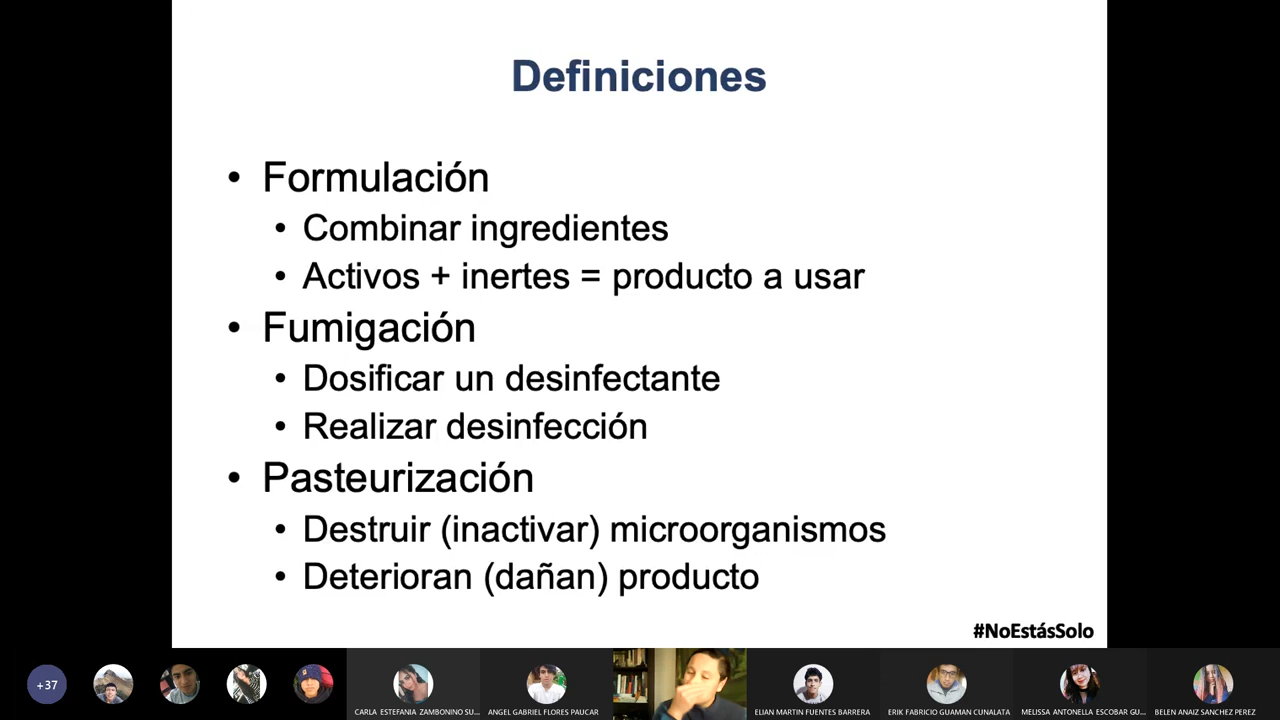 Definiciones
• Formulación
• Combinar ingredientes
• Activos + inertes = producto a usar
• Fumigación
• Dosificar un desinfectante
• Realizar desinfección
• Pasteurización
• Destruir (inactivar) microorganismos
• Deterioran (dañan) producto
#NoEstásSolo
+37
CARLA ESTEFANIA ZAMBONINO SU...
ANGEL GABRIEL FLORES PAUCAR
ELIAN MARTIN FUENTES BARRERA
ERIK FABRICIO GUAMAN CUNALATA
MELISSA ANTONELLA ESCOBAR GU...
BELEN ANAIZ SANCHEZ PEREZ